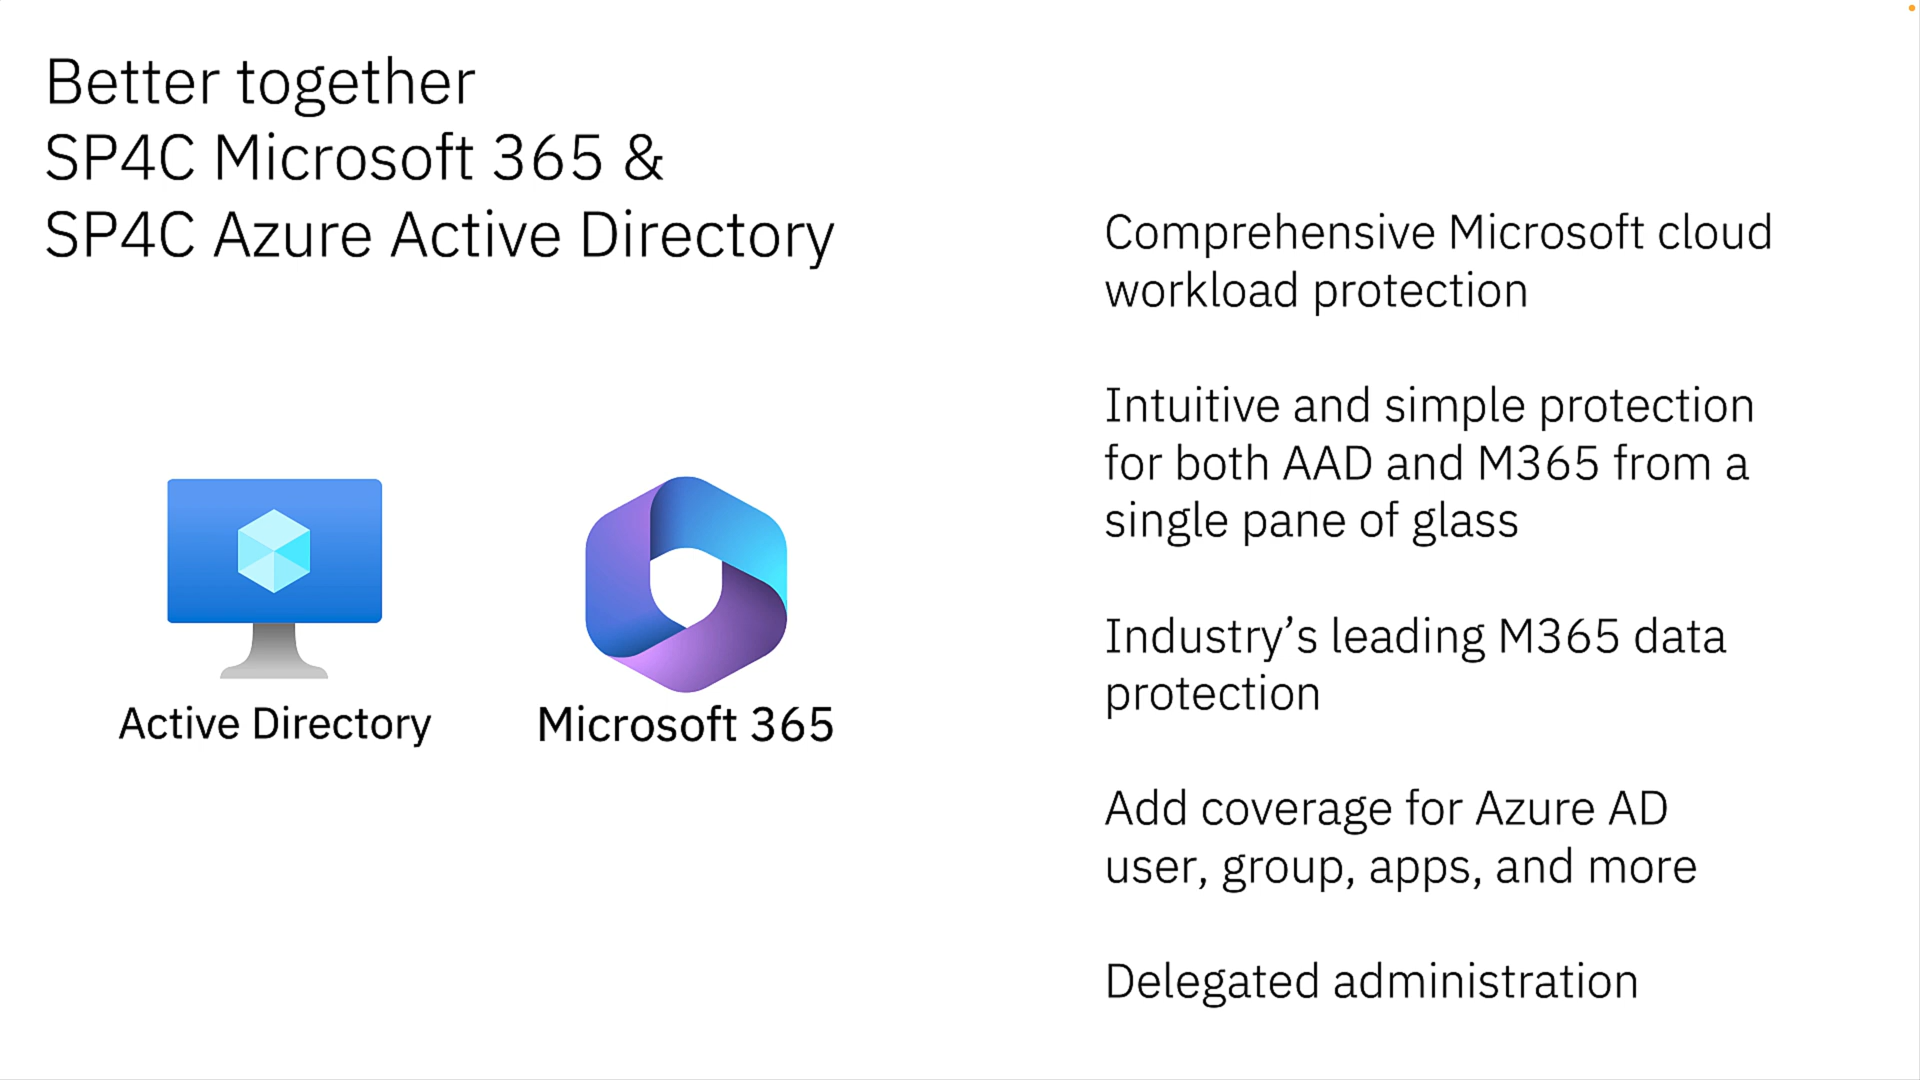 Better together
SP4C Microsoft 365 &
SP4C Azure Active Directory
Active Directory
Microsoft 365
Comprehensive Microsoft cloud
workload protection
Intuitive and simple protection
for both AAD and M365 from a
single pane of glass
Industry’s leading M365 data
protection
Add coverage for Azure AD
user, group, apps, and more
Delegated administration